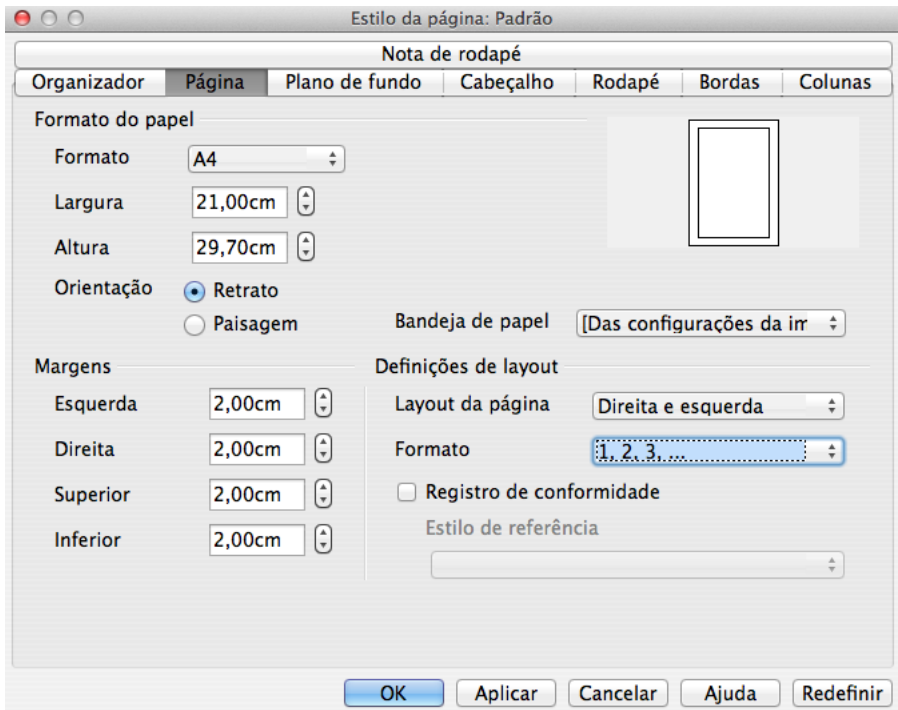 Estilo da página: Padrão
Nota de rodapé
Organizador Página Plano de fundo Cabeçalho Rodapé Bordas Colunas
Formato do papel
Formato A4
Largura 21,00cm
Altura 29,70cm
Orientação Retrato
Paisagem Bandeja de papel [Das configurações da im
Margens Definições de layout
Esquerda 2,00cm Layout da página Direita e esquerda
Direita 2,00cm Formato 1, 2, 3, ...
Superior 2,00cm Registro de conformidade
Estilo de referência
Inferior 2,00cm
OK Aplicar Cancelar Ajuda Redefinir